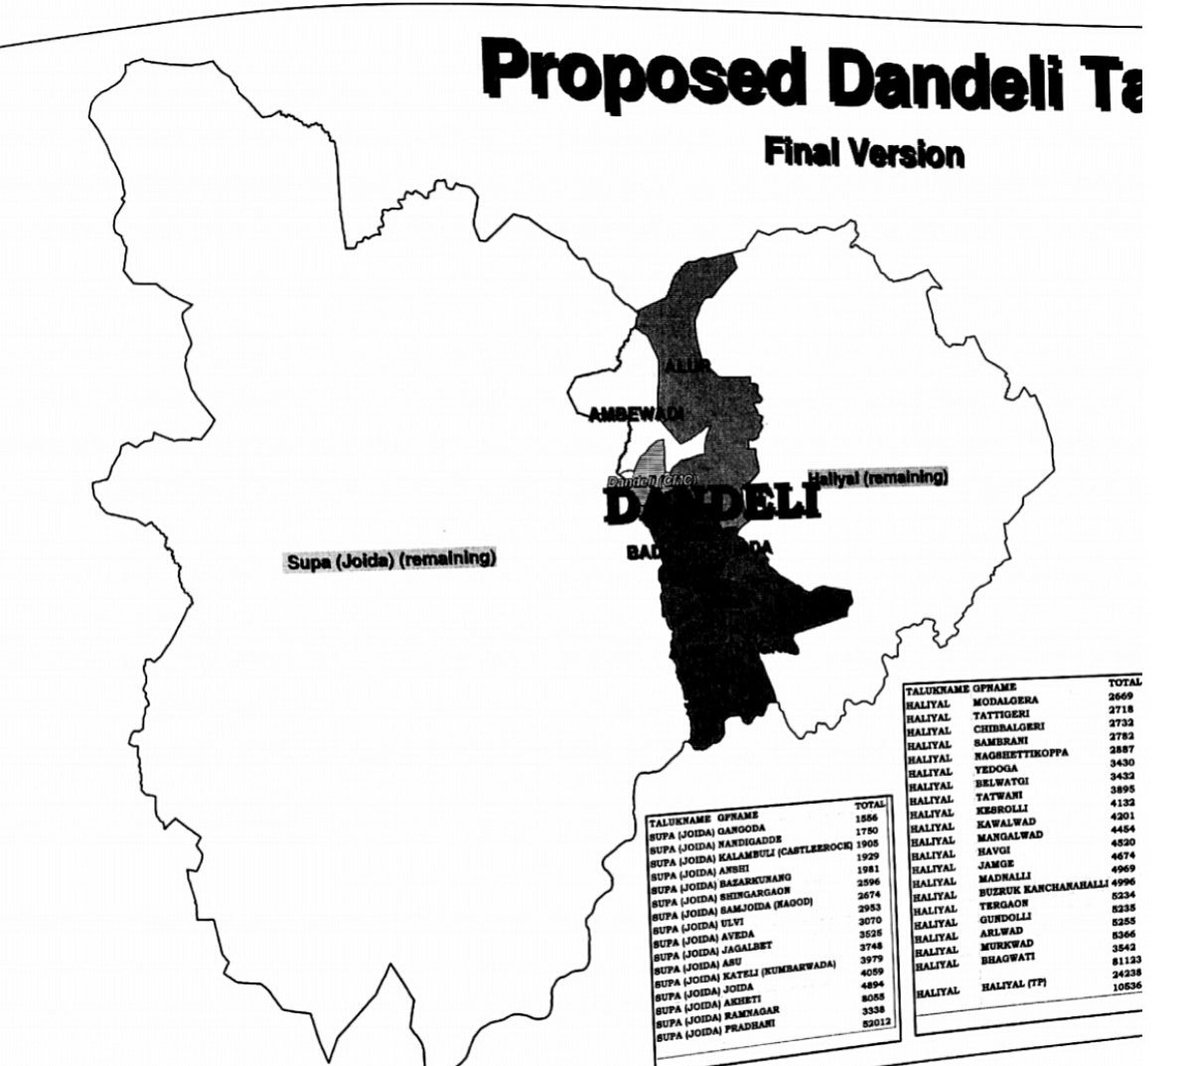 Proposed Dandeli Ta
Final Version
ALUR
AMBEWADI
Dandeli (CMC)
DANDELI
Haliyal (remaining)
Supa (Joida) (remaining)
TALUKNAME GPNAME TOTAL
SUPA (JOIDA) GANGODA 1556
SUPA (JOIDA) NANDIGADDE 1750
SUPA (JOIDA) KALAMBULI (CASTLEROCK) 1905
SUPA (JOIDA) ANSHI 1929
SUPA (JOIDA) BAZARKUNANG 1981
SUPA (JOIDA) SHINGARGAON 2596
SUPA (JOIDA) SAMJOIDA (NAGOD) 2674
SUPA (JOIDA) ULVI 2953
SUPA (JOIDA) AVEDA 3070
SUPA (JOIDA) JAGALBET 3525
SUPA (JOIDA) ASU 3748
SUPA (JOIDA) KATELI (KUMBARWADA) 3979
SUPA (JOIDA) JOIDA 4059
SUPA (JOIDA) AKHETI 4894
SUPA (JOIDA) RAMNAGAR 8055
SUPA (JOIDA) PRADHANI 3338
52012
TALUKNAME GPNAME TOTAL
HALIYAL MODALGERA 2669
HALIYAL TATTIGERI 2718
HALIYAL CHIBBALGERI 2732
HALIYAL SAMBRANI 2782
HALIYAL NAGSHETTIKOPPA 2887
HALIYAL YEDOGA 3430
HALIYAL BELWATGI 3432
HALIYAL TATWANI 3895
HALIYAL KESROLLI 4132
HALIYAL KAWALWAD 4201
HALIYAL MANGALWAD 4454
HALIYAL HAVGI 4520
HALIYAL JAMGE 4674
HALIYAL MADNALLI 4969
HALIYAL BUZRUK KANCHANAHALLI 4996
HALIYAL TERGAON 5234
HALIYAL GUNDOLLI 5235
HALIYAL ARLWAD 5255
HALIYAL MURKWAD 5366
HALIYAL BHAGWATI 3542
81123
HALIYAL HALIYAL (TP) 24238
10536